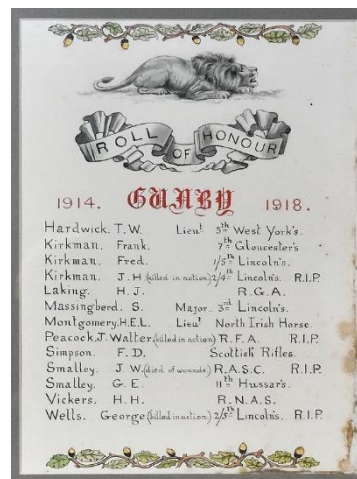 ROLL OF HONOUR
1914. GUNBY 1918.
Hardwick. T.W. Lieut 5th West York's.
Kirkman. Frank. 7th Gloucester's
Kirkman. Fred. 1/5th Lincoln's.
Kirkman. J.H (killed in action) 2/4th Lincoln's. R.I.P.
Laking. H.J. R.G.A.
Massingberd. S. Major. 3rd Lincoln's.
Montgomery. H.E.L. Lieut North Irish Horse.
Peacock. J. Walter (killed in action) R.F.A. R.I.P.
Simpson. F.D. Scottish Rifles.
Smalley. J.W. (died of wounds) R.A.S.C. R.I.P.
Smalley. G.E. 11th Hussar's.
Vickers. H.H. R.N.A.S.
Wells. George (killed in action) 2/5th Lincoln's. R.I.P.